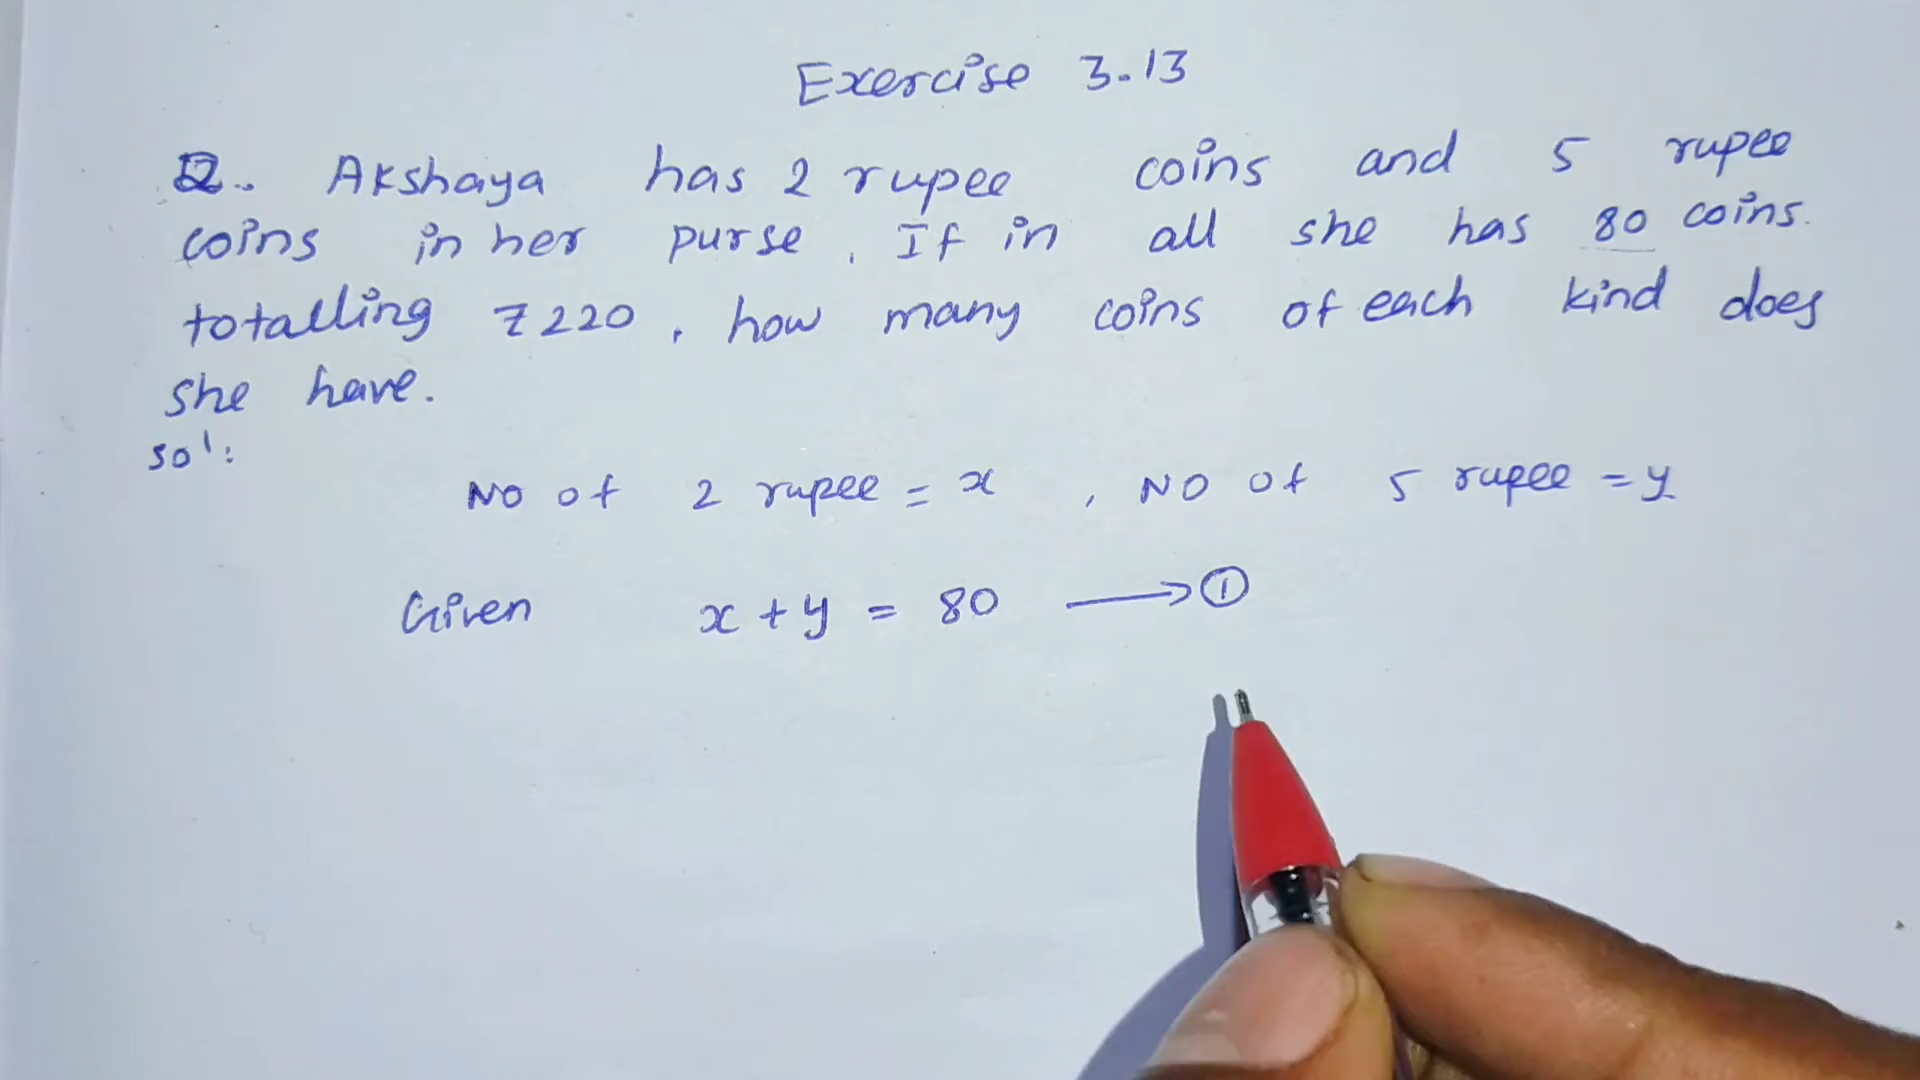 Exercise 3.13
Q. Akshaya has 2 rupee coins and 5 rupee
coins in her purse. If in all she has 80 coins.
totalling ₹220, how many coins of each kind does
she have.
Sol:
No of 2 rupee = x, No of 5 rupee = y
Given x + y = 80 → ①